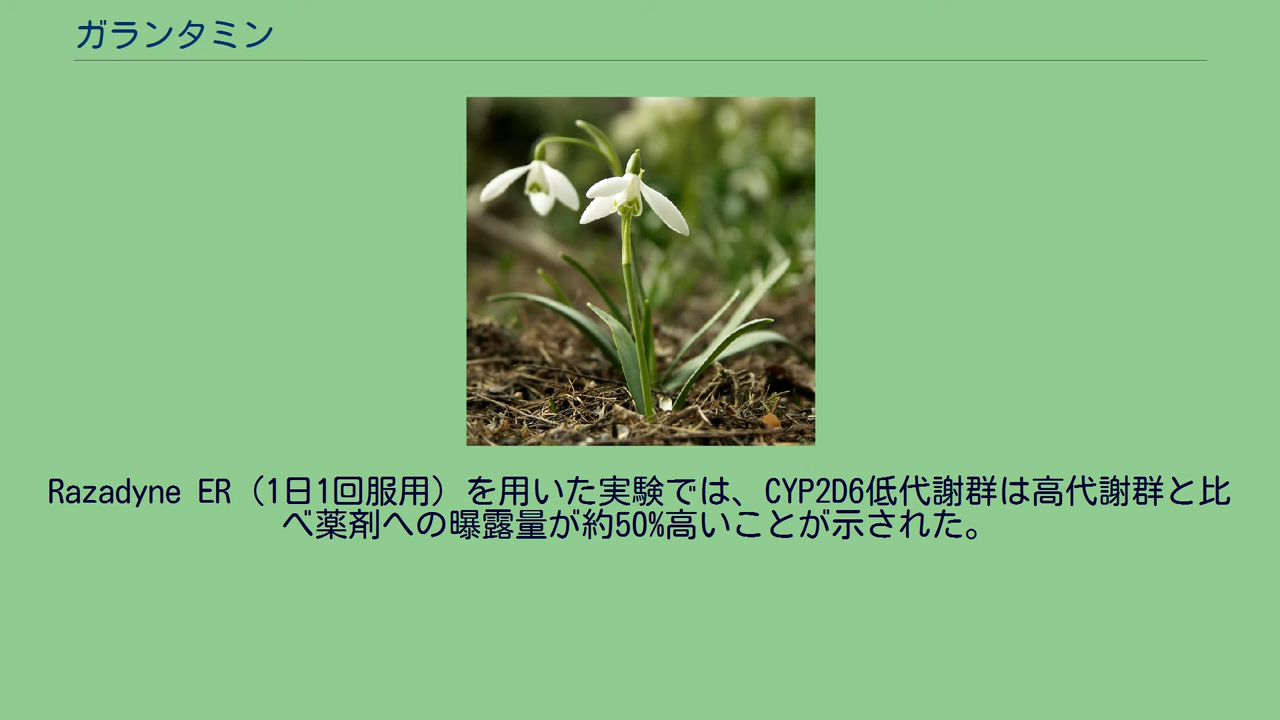 ガランタミン
Razadyne ER（1日1回服用）を用いた実験では、CYP2D6低代謝群は高代謝群と比
べ薬剤への曝露量が約50%高いことが示された。